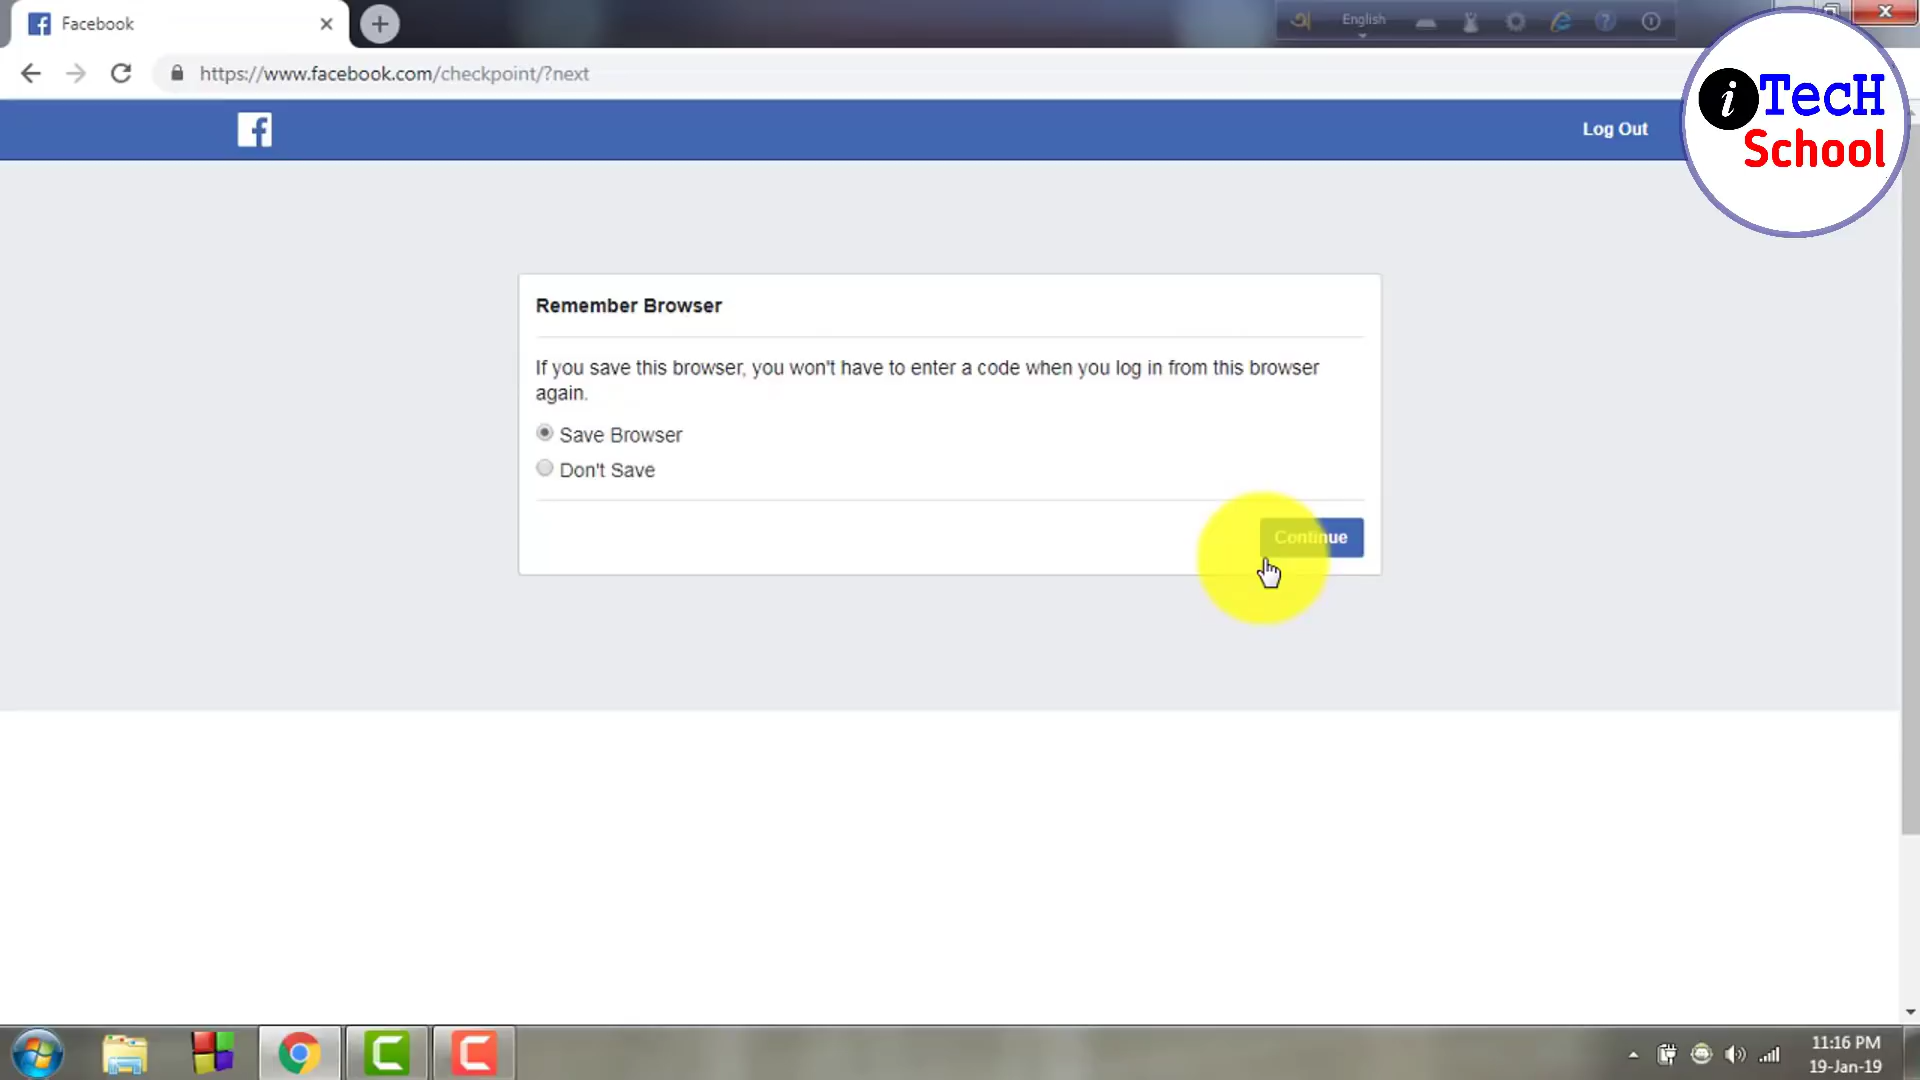 Facebook
English
https://www.facebook.com/checkpoint/?next
i TecH
School
Log Out
Remember Browser
If you save this browser, you won't have to enter a code when you log in from this browser
again.
Save Browser
Don't Save
Continue
11:16 PM
19-Jan-19